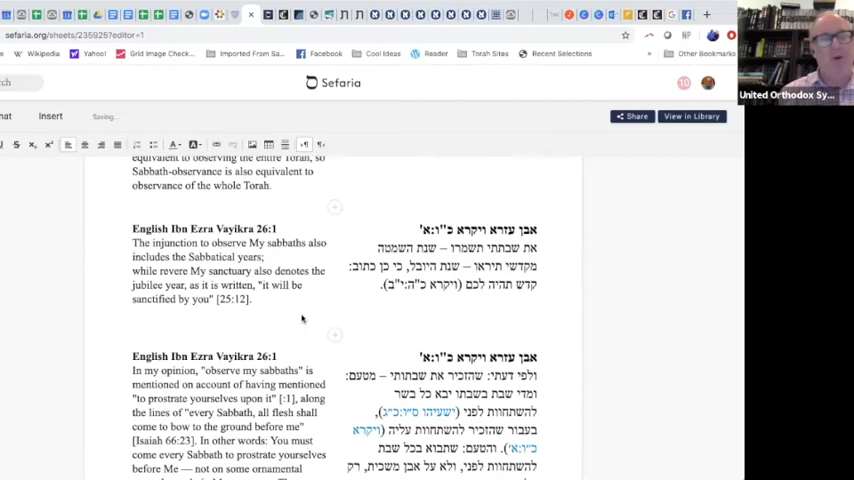 sefaria.org/sheets/235925?editor=1
Wikipedia
Yahoo!
Grid Image Check...
Imported From Sa...
Facebook
Cool Ideas
Reader
Torah Sites
Recent Selections
Other Bookmarks
Sefaria
10
United Orthodox Sy...
Insert
Saving...
Share
View in Library
equivalent to observing the entire Torah, so
Sabbath-observance is also equivalent to
observance of the whole Torah.
English Ibn Ezra Vayikra 26:1
The injunction to observe My sabbaths also
includes the Sabbatical years;
while revere My sanctuary also denotes the
jubilee year, as it is written, "it will be
sanctified by you" [25:12].
אבן עזרא ויקרא כ"ו:א'
את שבתתי תשמרו – שנת השמטה
מקדשי תיראו – שנת היובל, כי כן כתוב:
קדש תהיה לכם (ויקרא כ"ה:י"ב).
English Ibn Ezra Vayikra 26:1
In my opinion, "observe my sabbaths" is
mentioned on account of having mentioned
"to prostrate yourselves upon it" [:1], along
the lines of "every Sabbath, all flesh shall
come to bow to the ground before me"
[Isaiah 66:23]. In other words: You must
come every Sabbath to prostrate yourselves
before Me — not on some ornamental
אבן עזרא ויקרא כ"ו:א'
ולפי דעתי: שהזכיר את שבתותי – מטעם:
ומדי שבת בשבתו יבא כל בשר
להשתחוות לפני (ישעיהו ס״ו:כ״ג),
בעבור שהזכיר להשתחוות עליה (ויקרא
כ״ו:א׳). והטעם: שתבוא בכל שבת
להשתחוות לפני, ולא על אבן משכית, רק